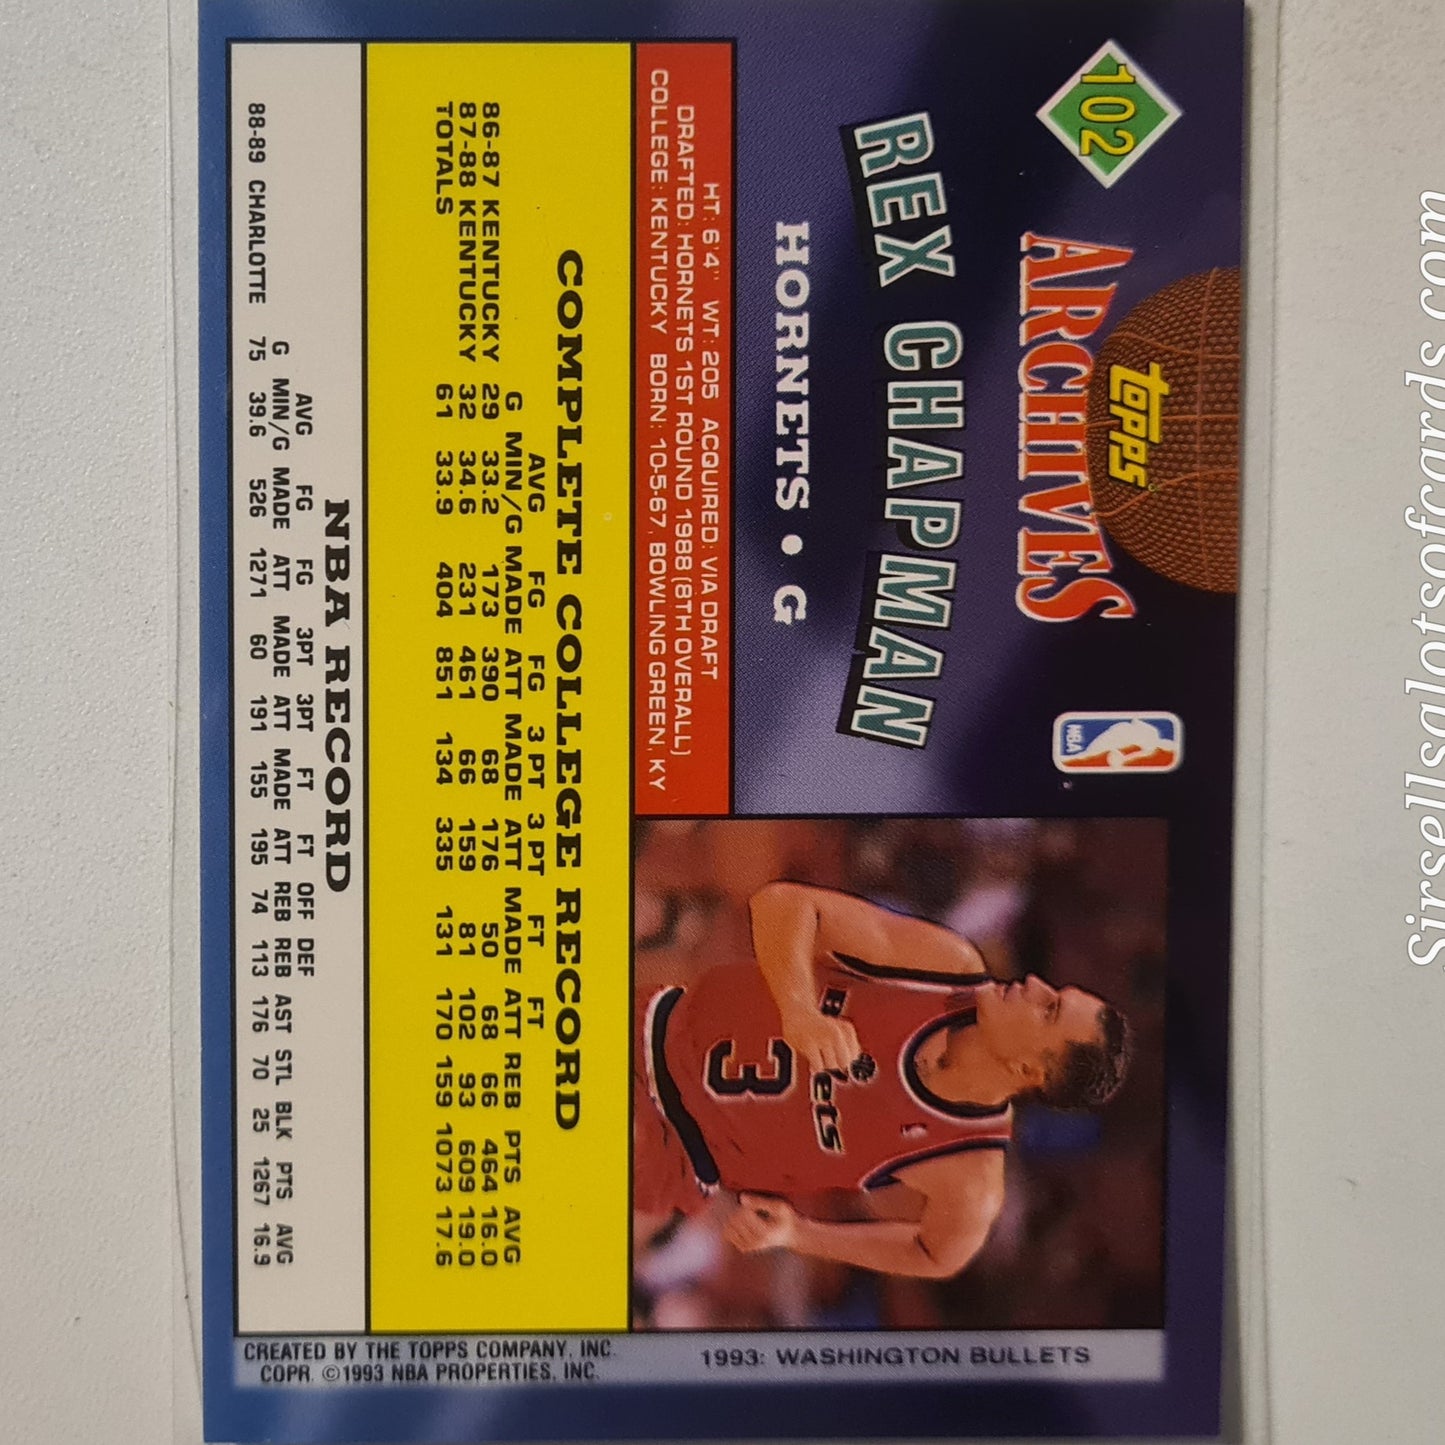 102
TOPPS
ARCHIVES
NBA
REX CHAPMAN
HORNETS • G
HT: 6'4" WT: 205 ACQUIRED: VIA DRAFT
DRAFTED: HORNETS 1ST ROUND 1988 (8TH OVERALL)
COLLEGE: KENTUCKY BORN: 10-5-67, BOWLING GREEN, KY
B ets
3
1993: WASHINGTON BULLETS
COMPLETE COLLEGE RECORD
AVG FG FG 3 PT 3 PT FT FT
G MIN/G MADE ATT MADE ATT MADE ATT REB PTS AVG
86-87 KENTUCKY 29 33.2 173 390 68 176 50 68 66 464 16.0
87-88 KENTUCKY 32 34.6 231 461 66 159 81 102 93 609 19.0
TOTALS 61 33.9 404 851 134 335 131 170 159 1073 17.6
NBA RECORD
AVG FG FG 3PT 3PT FT FT OFF DEF
G MIN/G MADE ATT MADE ATT MADE ATT REB REB AST STL BLK PTS AVG
88-89 CHARLOTTE 75 39.6 526 1271 60 191 155 195 74 113 176 70 25 1267 16.9
CREATED BY THE TOPPS COMPANY, INC.
COPR. ©1993 NBA PROPERTIES, INC.
Sirsellsalotsofcards.com